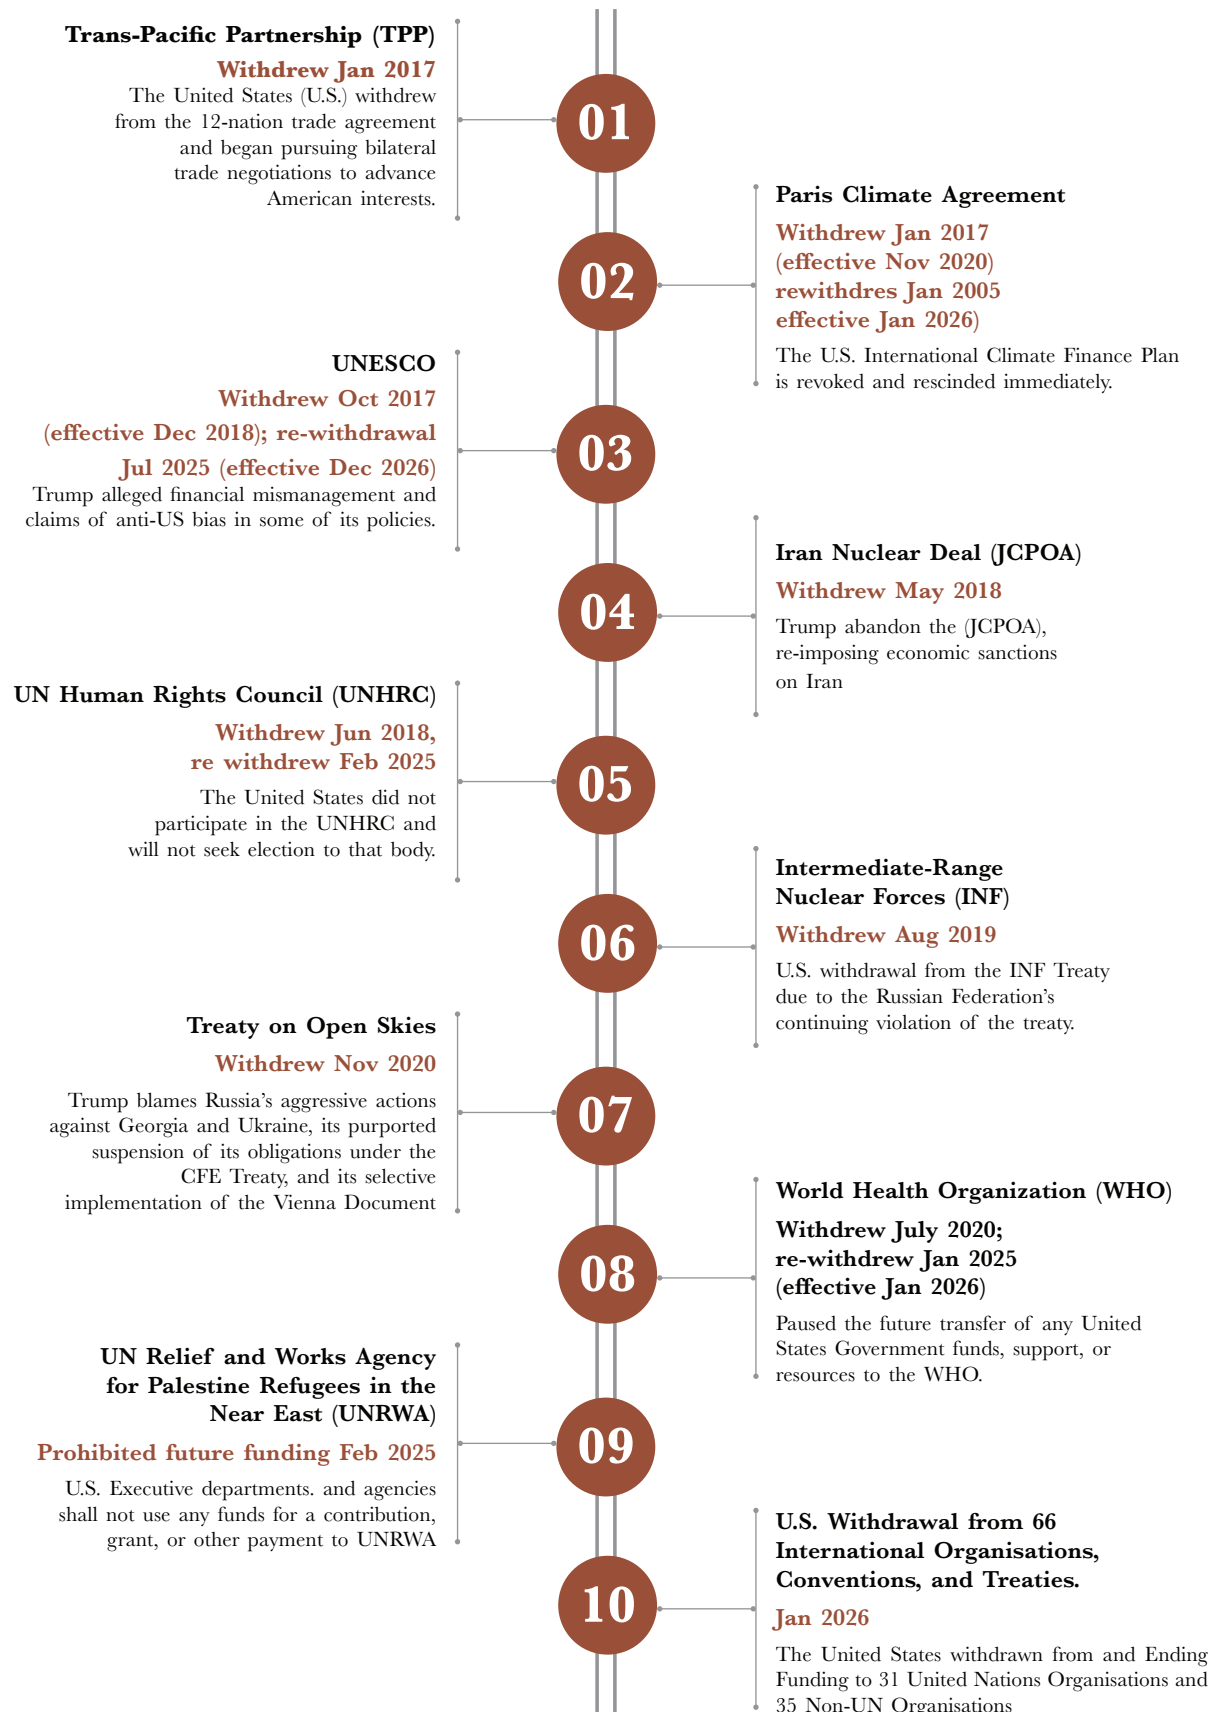 Trans-Pacific Partnership (TPP)
Withdrew Jan 2017
The United States (U.S.) withdrew
from the 12-nation trade agreement
and began pursuing bilateral
trade negotiations to advance
American interests.
01
Paris Climate Agreement
Withdrew Jan 2017
(effective Nov 2020)
rewithdres Jan 2005
effective Jan 2026)
The U.S. International Climate Finance Plan
is revoked and rescinded immediately.
02
UNESCO
Withdrew Oct 2017
(effective Dec 2018); re-withdrawal
Jul 2025 (effective Dec 2026)
Trump alleged financial mismanagement and
claims of anti-US bias in some of its policies.
03
Iran Nuclear Deal (JCPOA)
Withdrew May 2018
Trump abandon the (JCPOA),
re-imposing economic sanctions
on Iran
04
UN Human Rights Council (UNHRC)
Withdrew Jun 2018,
re withdrew Feb 2025
The United States did not
participate in the UNHRC and
will not seek election to that body.
05
Intermediate-Range
Nuclear Forces (INF)
Withdrew Aug 2019
U.S. withdrawal from the INF Treaty
due to the Russian Federation's
continuing violation of the treaty.
06
Treaty on Open Skies
Withdrew Nov 2020
Trump blames Russia's aggressive actions
against Georgia and Ukraine, its purported
suspension of its obligations under the
CFE Treaty, and its selective
implementation of the Vienna Document
07
World Health Organization (WHO)
Withdrew July 2020;
re-withdrew Jan 2025
(effective Jan 2026)
Paused the future transfer of any United
States Government funds, support, or
resources to the WHO.
08
UN Relief and Works Agency
for Palestine Refugees in the
Near East (UNRWA)
Prohibited future funding Feb 2025
U.S. Executive departments. and agencies
shall not use any funds for a contribution,
grant, or other payment to UNRWA
09
U.S. Withdrawal from 66
International Organisations,
Conventions, and Treaties.
Jan 2026
The United States withdrawn from and Ending
Funding to 31 United Nations Organisations and
35 Non-UN Organisations
10